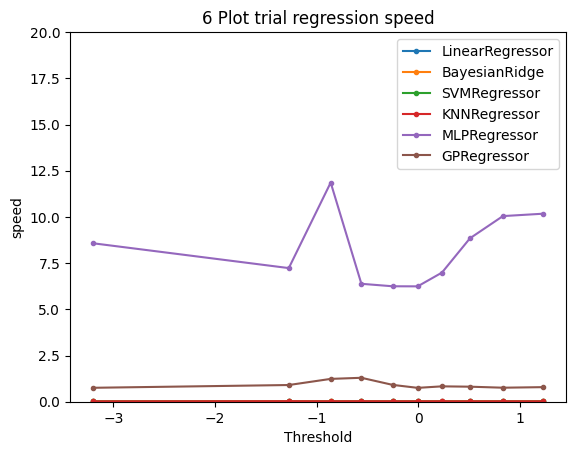 6 Plot trial regression speed
20.0
17.5
15.0
12.5
10.0
7.5
5.0
2.5
0.0
speed
LinearRegressor
BayesianRidge
SVMRegressor
KNNRegressor
MLPRegressor
GPRegressor
−3
−2
−1
0
1
Threshold